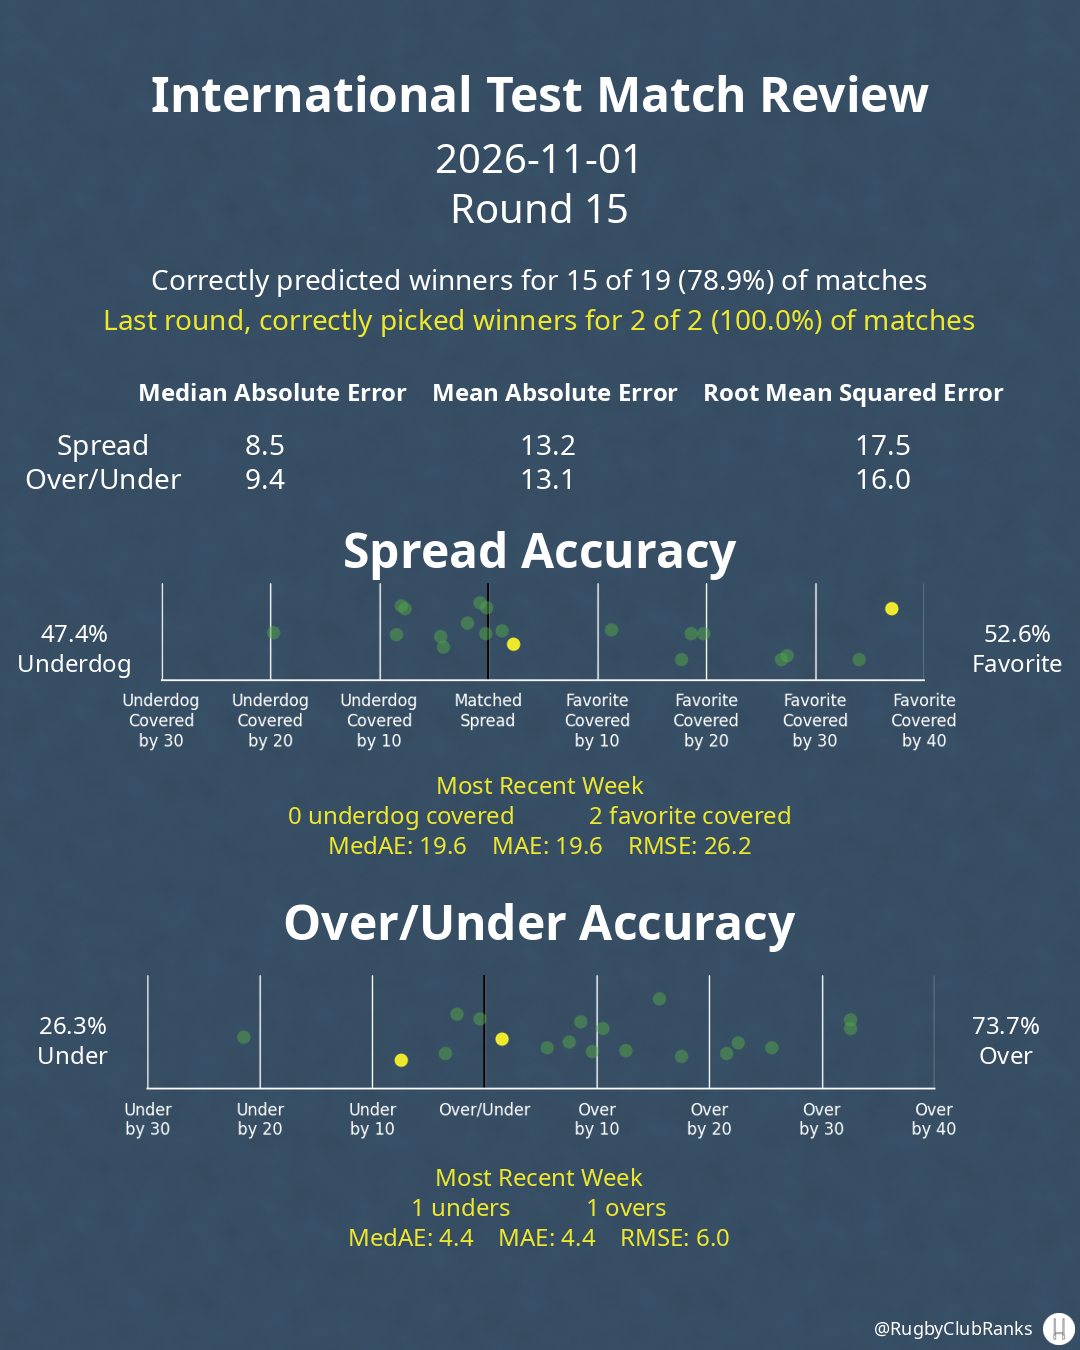 International Test Match Review
2026-11-01
Round 15
Correctly predicted winners for 15 of 19 (78.9%) of matches
Last round, correctly picked winners for 2 of 2 (100.0%) of matches
Median Absolute Error Mean Absolute Error Root Mean Squared Error
Spread 8.5 13.2 17.5
Over/Under 9.4 13.1 16.0
Spread Accuracy
47.4%
Underdog
52.6%
Favorite
Underdog Covered by 30
Underdog Covered by 20
Underdog Covered by 10
Matched Spread
Favorite Covered by 10
Favorite Covered by 20
Favorite Covered by 30
Favorite Covered by 40
Most Recent Week
0 underdog covered 2 favorite covered
MedAE: 19.6 MAE: 19.6 RMSE: 26.2
Over/Under Accuracy
26.3%
Under
73.7%
Over
Under by 30
Under by 20
Under by 10
Over/Under
Over by 10
Over by 20
Over by 30
Over by 40
Most Recent Week
1 unders 1 overs
MedAE: 4.4 MAE: 4.4 RMSE: 6.0
@RugbyClubRanks